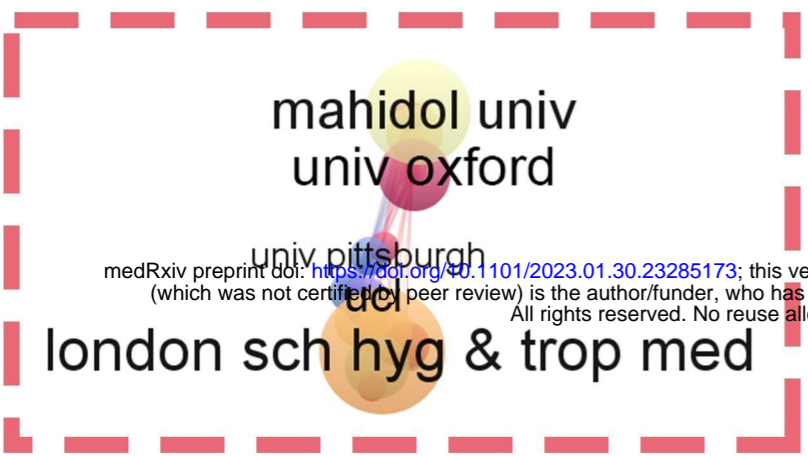 mahidol univ
univ oxford
univ pittsburgh
medRxiv preprint doi: https://doi.org/10.1101/2023.01.30.23285173; this ve
(which was not certified by peer review) is the author/funder, who has
ucl
All rights reserved. No reuse all
london sch hyg & trop med